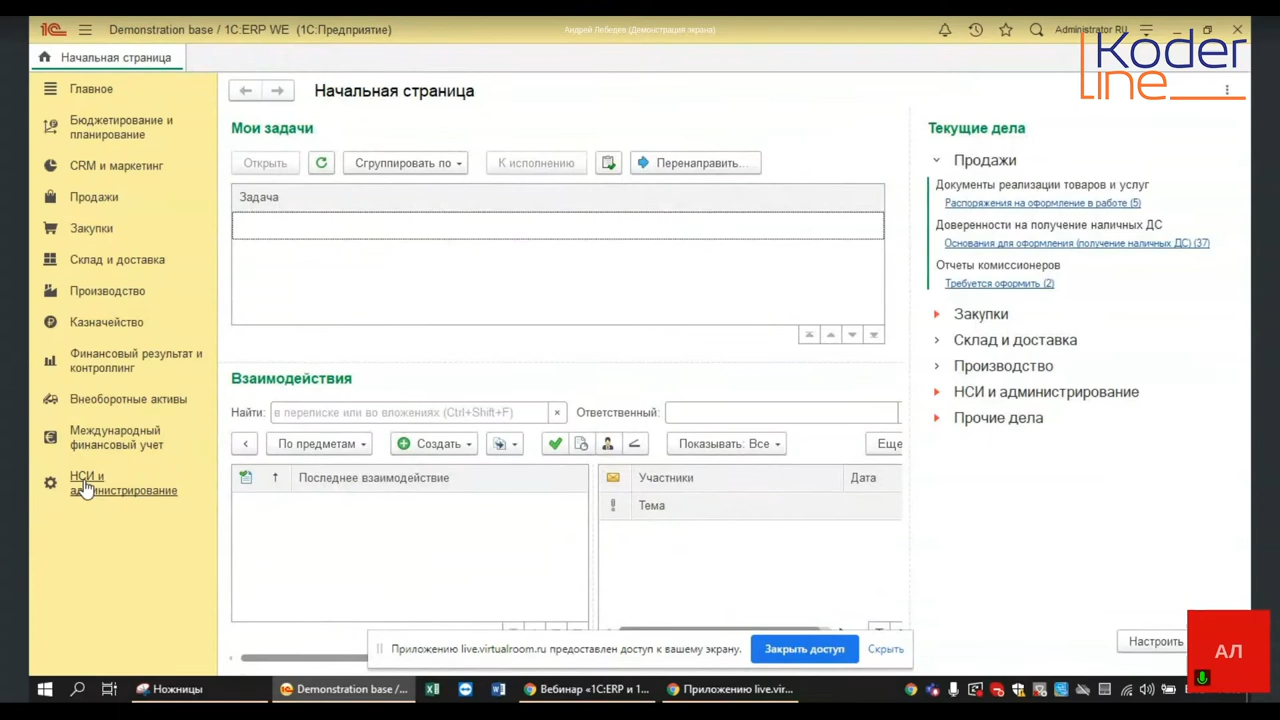 Demonstration base / 1C:ERP WE (1С:Предприятие)
Андрей Лебедев (Демонстрация экрана)
Administrator RU
Koder
line
Начальная страница
Главное
Бюджетирование и
планирование
CRM и маркетинг
Продажи
Закупки
Склад и доставка
Производство
Казначейство
Финансовый результат и
контроллинг
Внеоборотные активы
Международный
финансовый учет
НСИ и
администрирование
Начальная страница
Мои задачи
Открыть
Сгруппировать по
К исполнению
Перенаправить...
Задача
Взаимодействия
Найти:
в переписке или во вложениях (Ctrl+Shift+F)
Ответственный:
По предметам
Создать
Показывать: Все
Еще
Последнее взаимодействие
Участники
Дата
Тема
Текущие дела
Продажи
Документы реализации товаров и услуг
Распоряжения на оформление в работе (5)
Доверенности на получение наличных ДС
Основания для оформления (получение наличных ДС) (37)
Отчеты комиссионеров
Требуется оформить (2)
Закупки
Склад и доставка
Производство
НСИ и администрирование
Прочие дела
Настроить
АЛ
Приложению live.virtualroom.ru предоставлен доступ к вашему экрану.
Закрыть доступ
Скрыть
Ножницы
Demonstration base /...
Вебинар «1С:ERP и 1...
Приложению live.vir...